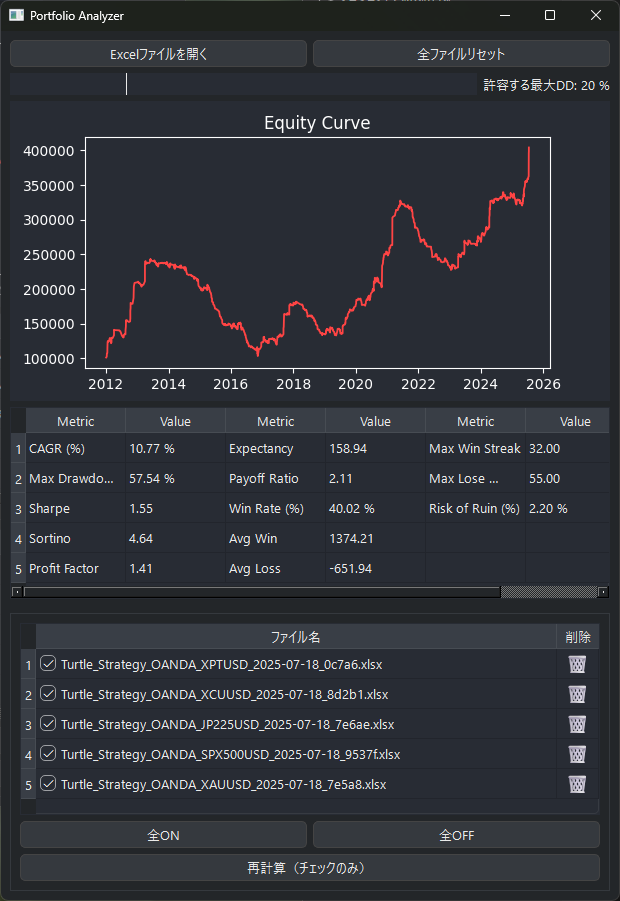 Portfolio Analyzer
Excelファイルを開く 全ファイルリセット
許容する最大DD: 20 %
Equity Curve
400000
350000
300000
250000
200000
150000
100000
2012 2014 2016 2018 2020 2022 2024 2026
Metric Value Metric Value Metric Value
1 CAGR (%) 10.77 % Expectancy 158.94 Max Win Streak 32.00
2 Max Drawdo... 57.54 % Payoff Ratio 2.11 Max Lose ... 55.00
3 Sharpe 1.55 Win Rate (%) 40.02 % Risk of Ruin (%) 2.20 %
4 Sortino 4.64 Avg Win 1374.21
5 Profit Factor 1.41 Avg Loss -651.94
ファイル名 削除
1 Turtle_Strategy_OANDA_XPTUSD_2025-07-18_0c7a6.xlsx
2 Turtle_Strategy_OANDA_XCUUSD_2025-07-18_8d2b1.xlsx
3 Turtle_Strategy_OANDA_JP225USD_2025-07-18_7e6ae.xlsx
4 Turtle_Strategy_OANDA_SPX500USD_2025-07-18_9537f.xlsx
5 Turtle_Strategy_OANDA_XAUUSD_2025-07-18_7e5a8.xlsx
全ON 全OFF
再計算（チェックのみ）